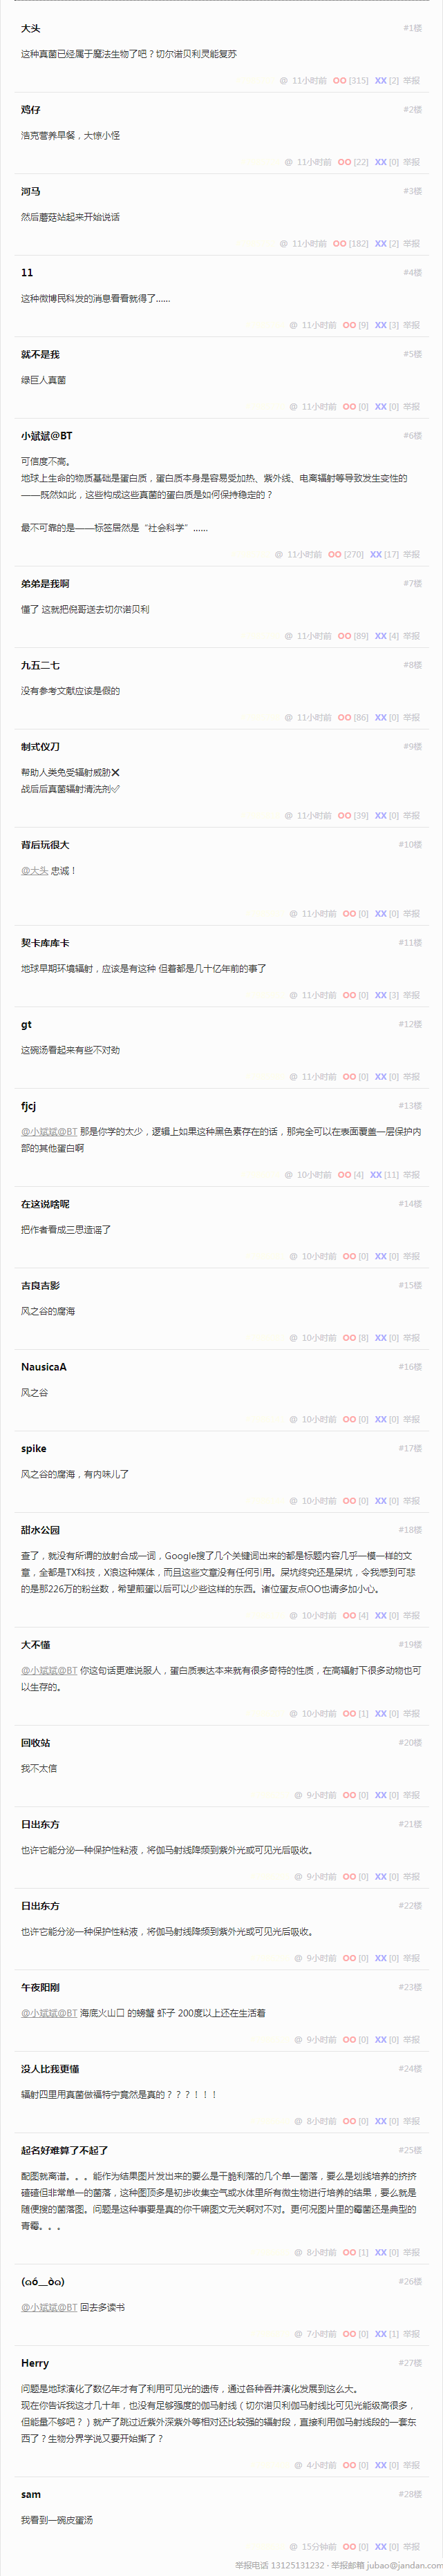 大头 #1楼
这种真菌已经属于魔法生物了吧？切尔诺贝利灵能复苏
@ 11小时前 OO [315] XX [2] 举报
鸡仔 #2楼
浩克营养早餐，大惊小怪
@ 11小时前 OO [22] XX [0] 举报
河马 #3楼
然后蘑菇站起来开始说话
@ 11小时前 OO [182] XX [2] 举报
11 #4楼
这种微博民科发的消息看看就得了……
@ 11小时前 OO [9] XX [3] 举报
就不是我 #5楼
绿巨人真菌
@ 11小时前 OO [0] XX [0] 举报
小斌斌@BT #6楼
可信度不高。
地球上生命的物质基础是蛋白质，蛋白质本身是容易受加热、紫外线、电离辐射等导致发生变性的
——既然如此，这些构成这些真菌的蛋白质是如何保持稳定的？
最不可靠的是——标签居然是“社会科学”……
@ 11小时前 OO [270] XX [17] 举报
弟弟是我啊 #7楼
懂了 这就把倪哥送去切尔诺贝利
@ 11小时前 OO [89] XX [4] 举报
九五二七 #8楼
没有参考文献应该是假的
@ 11小时前 OO [86] XX [0] 举报
制式仪刀 #9楼
帮助人类免受辐射威胁❌
战后后真菌辐射清洗剂✅
@ 11小时前 OO [39] XX [0] 举报
背后玩很大 #10楼
@大头 忠诚！
@ 11小时前 OO [0] XX [0] 举报
契卡库库卡 #11楼
地球早期环境辐射，应该是有这种 但着都是几十亿年前的事了
@ 11小时前 OO [0] XX [3] 举报
gt #12楼
这碗汤看起来有些不对劲
@ 11小时前 OO [0] XX [0] 举报
fjcj #13楼
@小斌斌@BT 那是你学的太少，逻辑上如果这种黑色素存在的话，那完全可以在表面覆盖一层保护内
部的其他蛋白啊
@ 10小时前 OO [4] XX [11] 举报
在这说啥呢 #14楼
把作者看成三思造谣了
@ 10小时前 OO [0] XX [0] 举报
吉良吉影 #15楼
风之谷的腐海
@ 10小时前 OO [8] XX [0] 举报
NausicaA #16楼
风之谷
@ 10小时前 OO [0] XX [0] 举报
spike #17楼
风之谷的腐海，有内味儿了
@ 10小时前 OO [0] XX [0] 举报
甜水公园 #18楼
查了，就没有所谓的放射合成一词，Google搜了几个关键词出来的都是标题内容几乎一模一样的文
章，全都是TX科技，X浪这种媒体，而且这些文章没有任何引用。屎坑终究还是屎坑，令我感到可悲
的是那226万的粉丝数，希望煎蛋以后可以少些这样的东西。诸位蛋友点OO也请多加小心。
@ 10小时前 OO [4] XX [0] 举报
大不懂 #19楼
@小斌斌@BT 你这句话更难说服人，蛋白质表达本来就有很多奇特的性质，在高辐射下很多动物也可
以生存的。
@ 10小时前 OO [1] XX [0] 举报
回收站 #20楼
我不太信
@ 9小时前 OO [0] XX [0] 举报
日出东方 #21楼
也许它能分泌一种保护性粘液，将伽马射线降频到紫外光或可见光后吸收。
@ 9小时前 OO [0] XX [0] 举报
日出东方 #22楼
也许它能分泌一种保护性粘液，将伽马射线降频到紫外光或可见光后吸收。
@ 9小时前 OO [0] XX [0] 举报
午夜阳刚 #23楼
@小斌斌@BT 海底火山口 的螃蟹 虾子 200度以上还在生活着
@ 9小时前 OO [0] XX [0] 举报
没人比我更懂 #24楼
辐射四里用真菌做福特宁竟然是真的？？？！！！
@ 8小时前 OO [0] XX [0] 举报
起名好难算了不起了 #25楼
配图就离谱。。。能作为结果图片发出来的要么是干脆利落的几个单一菌落，要么是划线培养的挤挤
碴碴但非常单一的菌落，这种图顶多是初步收集空气或水体里所有微生物进行培养的结果，要么就是
随便搜的菌落图。问题是这种事要是真的你干嘛图文无关啊对不对。更何况图片里的霉菌还是典型的
青霉。。。
@ 8小时前 OO [1] XX [0] 举报
(ฅó__òฅ) #26楼
@小斌斌@BT 回去多读书
@ 7小时前 OO [0] XX [1] 举报
Herry #27楼
问题是地球演化了数亿年才有了利用可见光的遗传，通过各种吞并演化发展到这么大。
现在你告诉我这才几十年，也没有足够强度的伽马射线（切尔诺贝利伽马射线比可见光能级高很多，
但能量不够吧？）就产了跳过近紫外深紫外等相对还比较强的辐射段，直接利用伽马射线段的一套东
西了？生物分界学说又要开始撕了？
@ 4小时前 OO [0] XX [0] 举报
sam #28楼
我看到一碗皮蛋汤
@ 15分钟前 OO [0] XX [0] 举报
举报电话 13125131232 · 举报邮箱 jubao@jandan.com